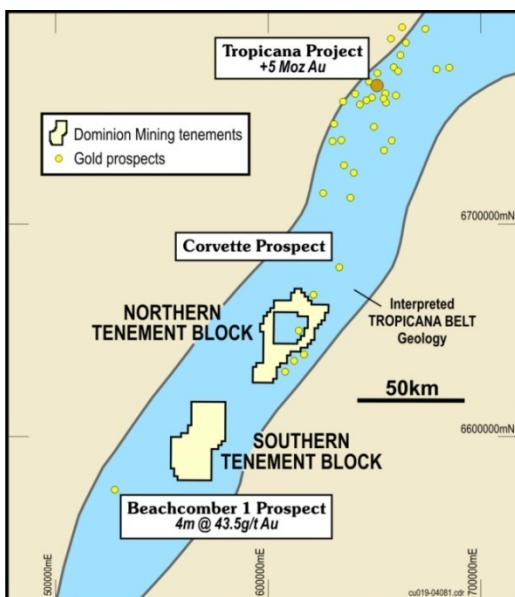 Tropicana Project
+5 Moz Au
Dominion Mining tenements
Gold prospects
6700000mN
Corvette Prospect
NORTHERN
TENEMENT BLOCK
Interpreted
TROPICANA BELT
Geology
50km
6600000mN
SOUTHERN
TENEMENT BLOCK
Beachcomber 1 Prospect
4m @ 43.5g/t Au
500000mE
600000mE
700000mE
cu019-04081.cdr